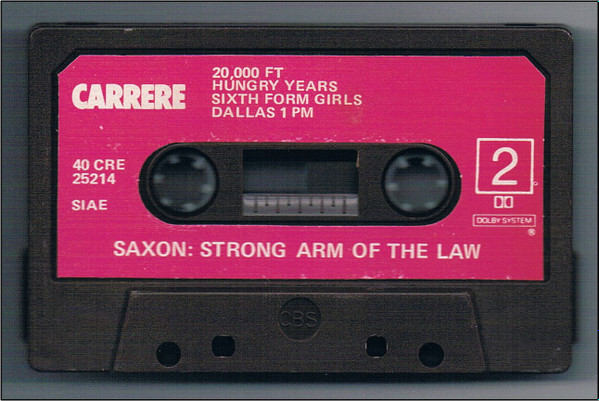 CARRERE
20,000 FT
HUNGRY YEARS
SIXTH FORM GIRLS
DALLAS 1 PM
40 CRE
25214
SIAE
2
DOLBY SYSTEM
®
SAXON: STRONG ARM OF THE LAW
CBS